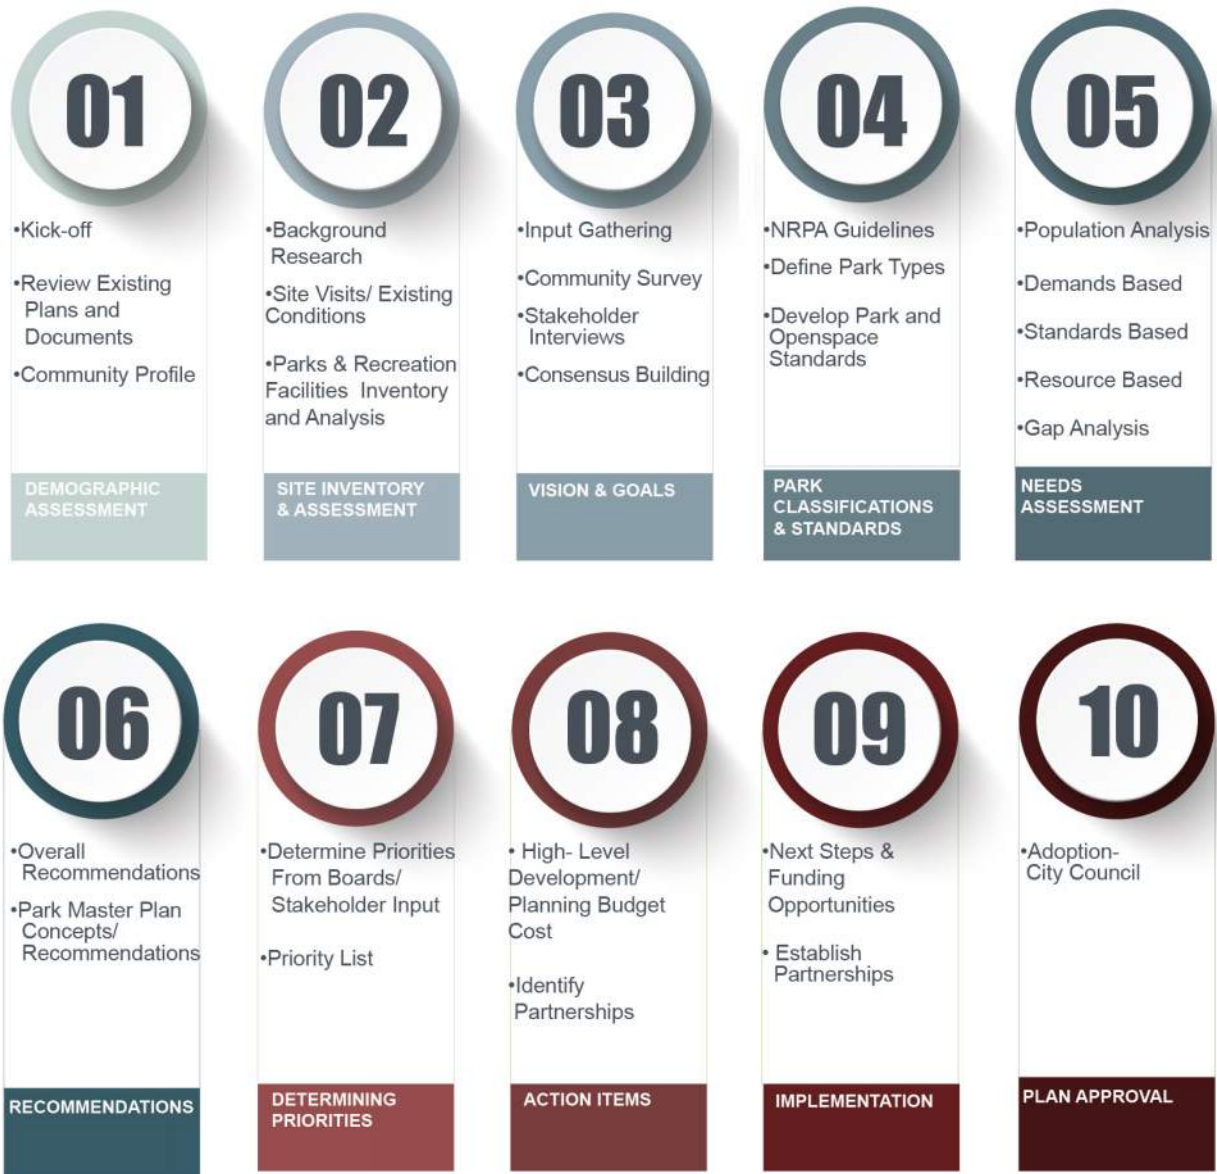 01
•Kick-off
•Review Existing
Plans and
Documents
•Community Profile
DEMOGRAPHIC
ASSESSMENT
02
•Background
Research
•Site Visits/ Existing
Conditions
•Parks & Recreation
Facilities Inventory
and Analysis
SITE INVENTORY
& ASSESSMENT
03
•Input Gathering
•Community Survey
•Stakeholder
Interviews
•Consensus Building
VISION & GOALS
04
•NRPA Guidelines
•Define Park Types
•Develop Park and
Openspace
Standards
PARK
CLASSIFICATIONS
& STANDARDS
05
•Population Analysis
•Demands Based
•Standards Based
•Resource Based
•Gap Analysis
NEEDS
ASSESSMENT
06
•Overall
Recommendations
•Park Master Plan
Concepts/
Recommendations
RECOMMENDATIONS
07
•Determine Priorities
From Boards/
Stakeholder Input
•Priority List
DETERMINING
PRIORITIES
08
• High- Level
Development/
Planning Budget
Cost
•Identify
Partnerships
ACTION ITEMS
09
•Next Steps &
Funding
Opportunities
• Establish
Partnerships
IMPLEMENTATION
10
•Adoption-
City Council
PLAN APPROVAL